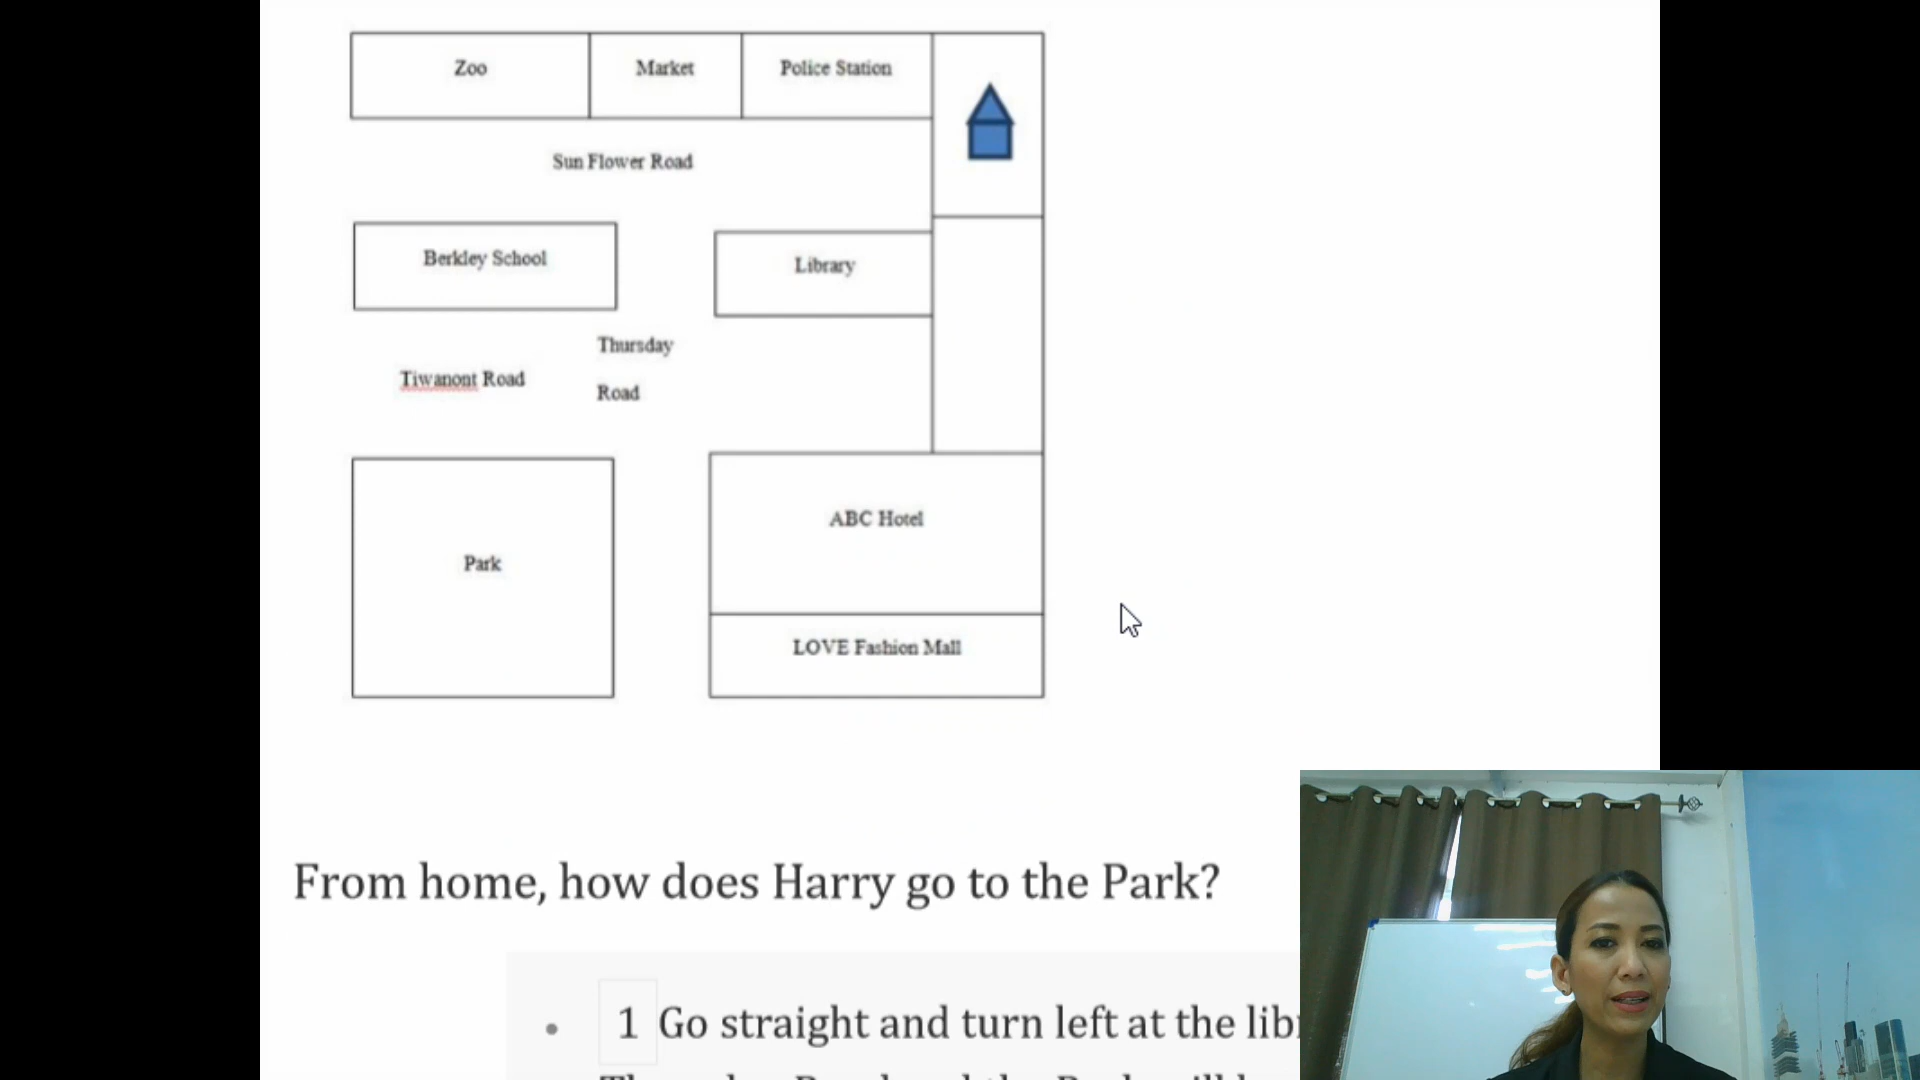 Zoo
Market
Police Station
Sun Flower Road
Berkley School
Library
Thursday
Tiwanont Road
Road
ABC Hotel
Park
LOVE Fashion Mall
From home, how does Harry go to the Park?
1 Go straight and turn left at the